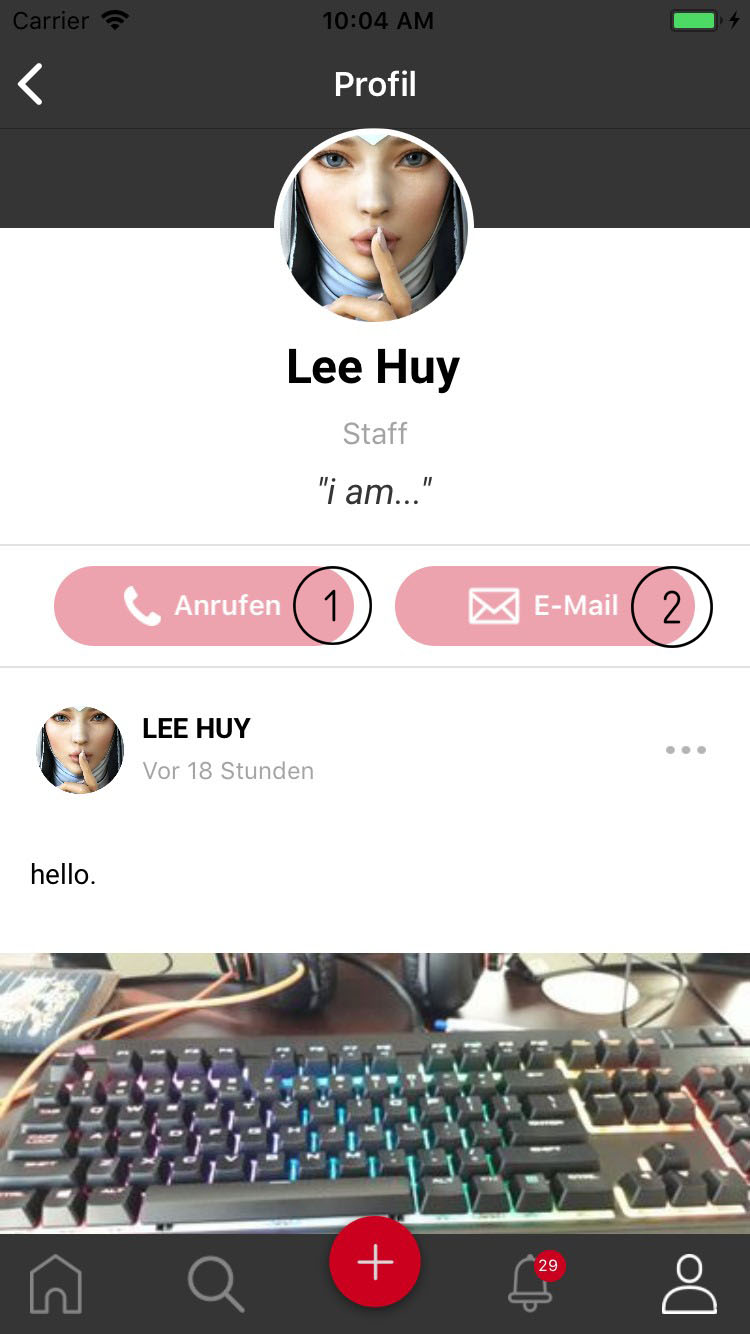 Carrier 10:04 AM
Profil
Lee Huy
Staff
"i am..."
Anrufen 1 E-Mail 2
LEE HUY
Vor 18 Stunden
hello.
29